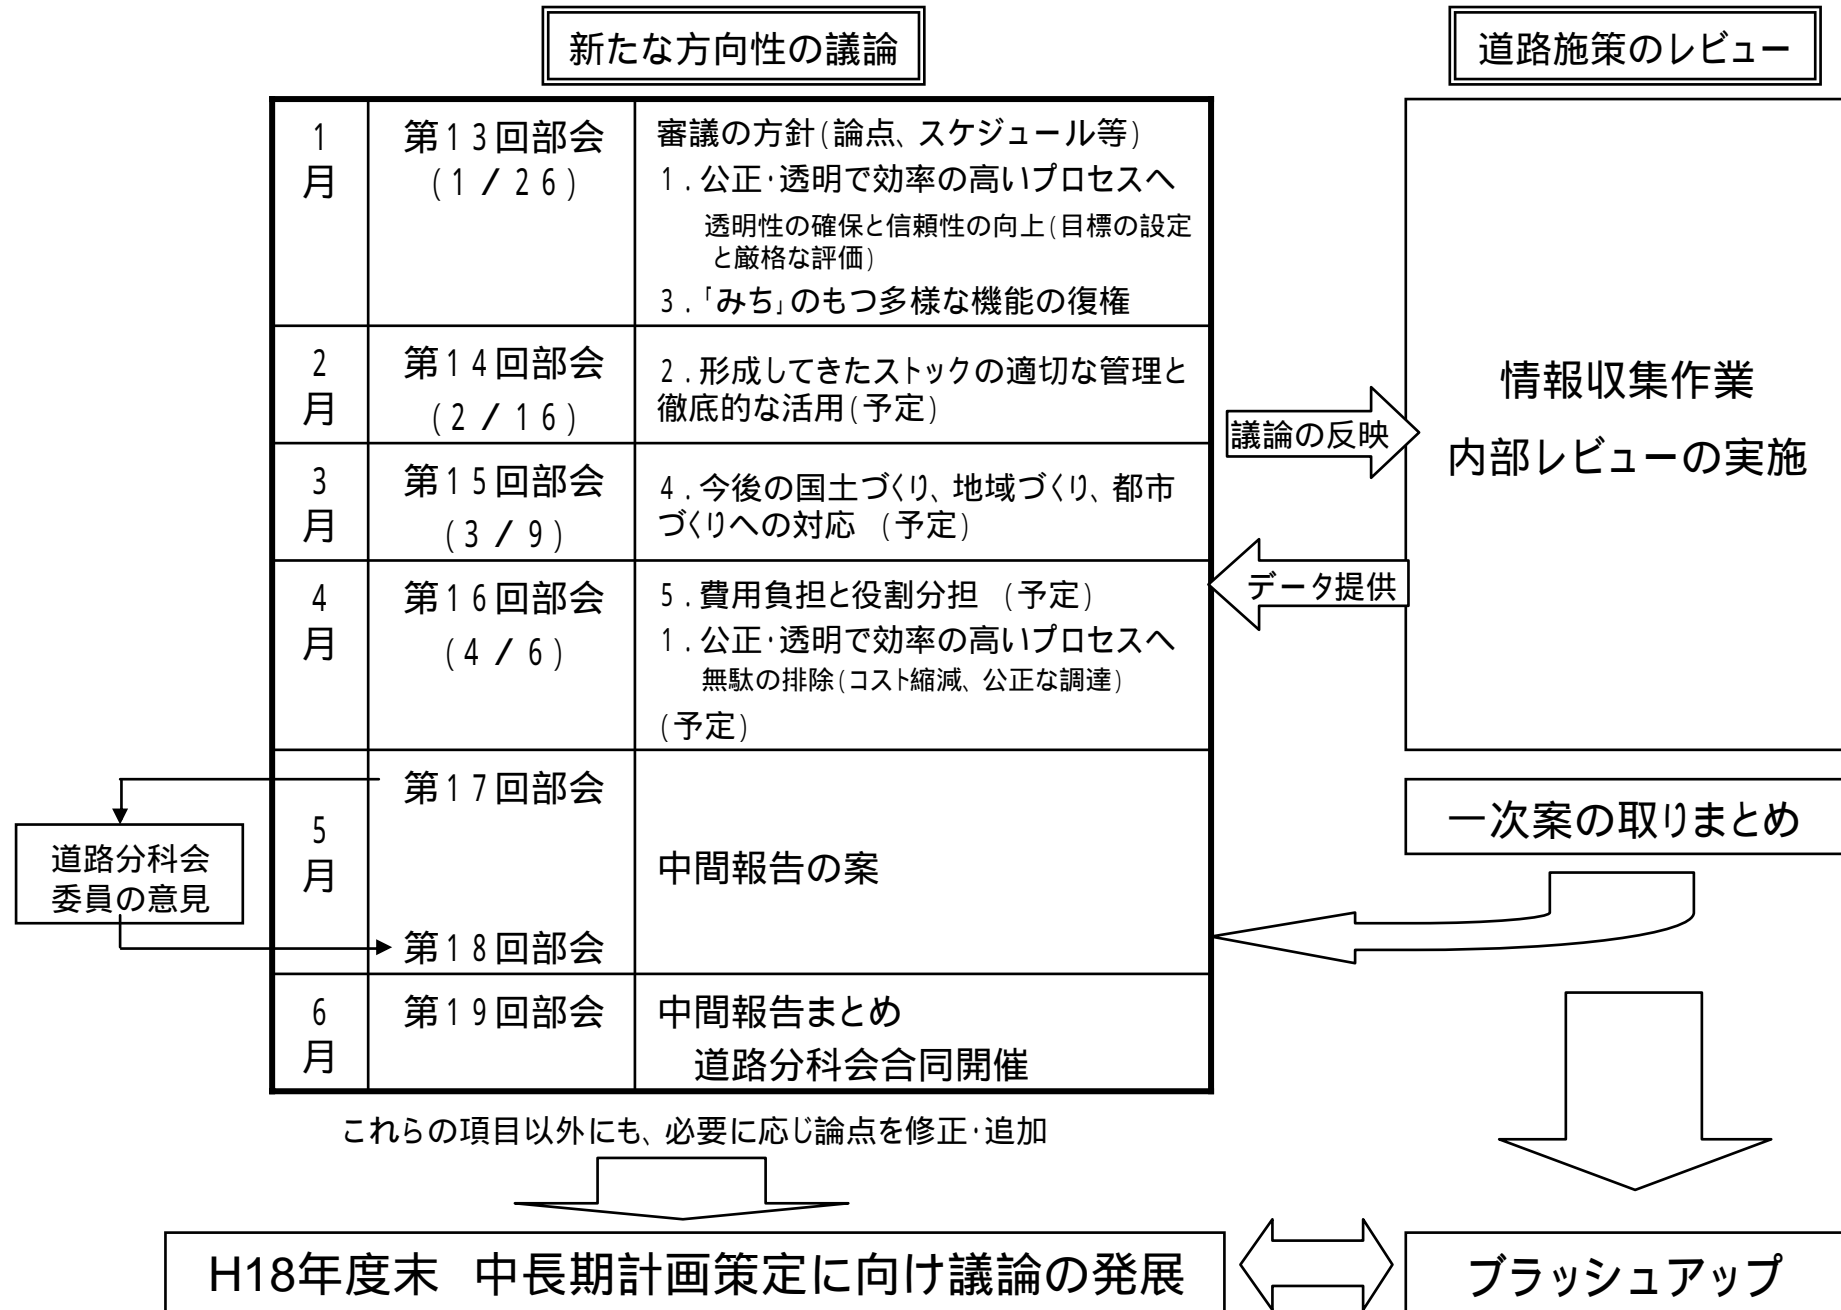 新たな方向性の議論
道路施策のレビュー
1
月
第13回部会
(1/26)
審議の方針(論点、スケジュール等)
1.公正・透明で効率の高いプロセスへ
透明性の確保と信頼性の向上(目標の設定
と厳格な評価)
3.「みち」のもつ多様な機能の復権
2
月
第14回部会
(2/16)
2.形成してきたストックの適切な管理と
徹底的な活用(予定)
3
月
第15回部会
(3/9)
4.今後の国土づくり、地域づくり、都市
づくりへの対応 (予定)
4
月
第16回部会
(4/6)
5.費用負担と役割分担 (予定)
1.公正・透明で効率の高いプロセスへ
無駄の排除(コスト縮減、公正な調達)
(予定)
5
月
第17回部会
第18回部会
中間報告の案
6
月
第19回部会
中間報告まとめ
道路分科会合同開催
議論の反映
データ提供
情報収集作業
内部レビューの実施
一次案の取りまとめ
道路分科会
委員の意見
これらの項目以外にも、必要に応じ論点を修正・追加
H18年度末 中長期計画策定に向け議論の発展
ブラッシュアップ